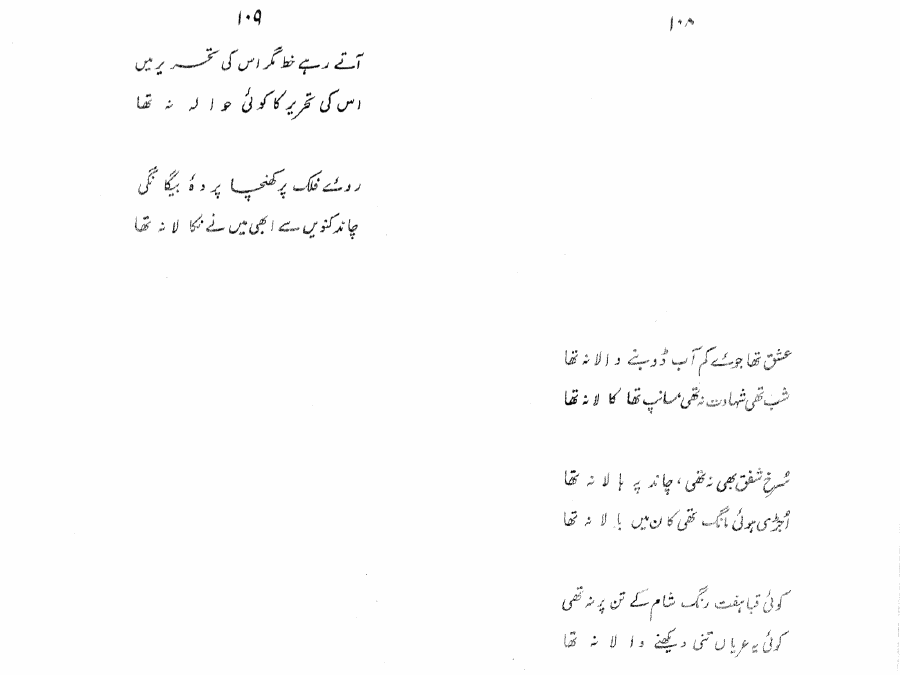 ۱۰۸
عشق تھا جوئے کم آب ڈوبنے والا نہ تھا
شب تھی شہادت نہ تھی سانپ تھا کالا نہ تھا
سُرخ شفق بھی نہ تھی، چاند پہ ہالا نہ تھا
اُجڑی ہوئی مانگ تھی کان میں بالا نہ تھا
کوئی قبا ہفت رنگ شام کے تن پر نہ تھی
کوئی یہ عریاں تنی دیکھنے والا نہ تھا
۱۰۹
آتے رہے خط مگر اس کی تحریر میں
اس کی تحریر کا کوئی حوالہ نہ تھا
روئے فلک پر کھنچا پردۂ بیگانگی
چاند کنویں سے ابھی میں نے نکالا نہ تھا